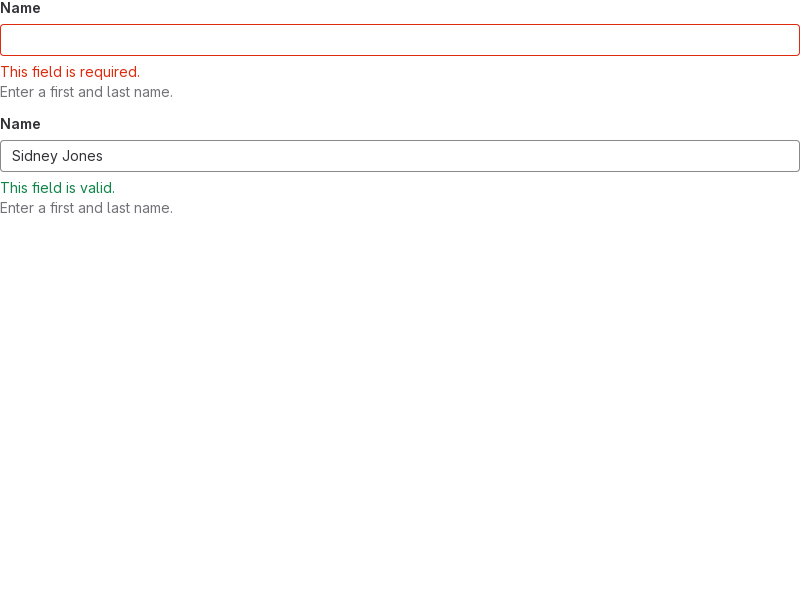 Name
This field is required.
Enter a first and last name.
Name
Sidney Jones
This field is valid.
Enter a first and last name.